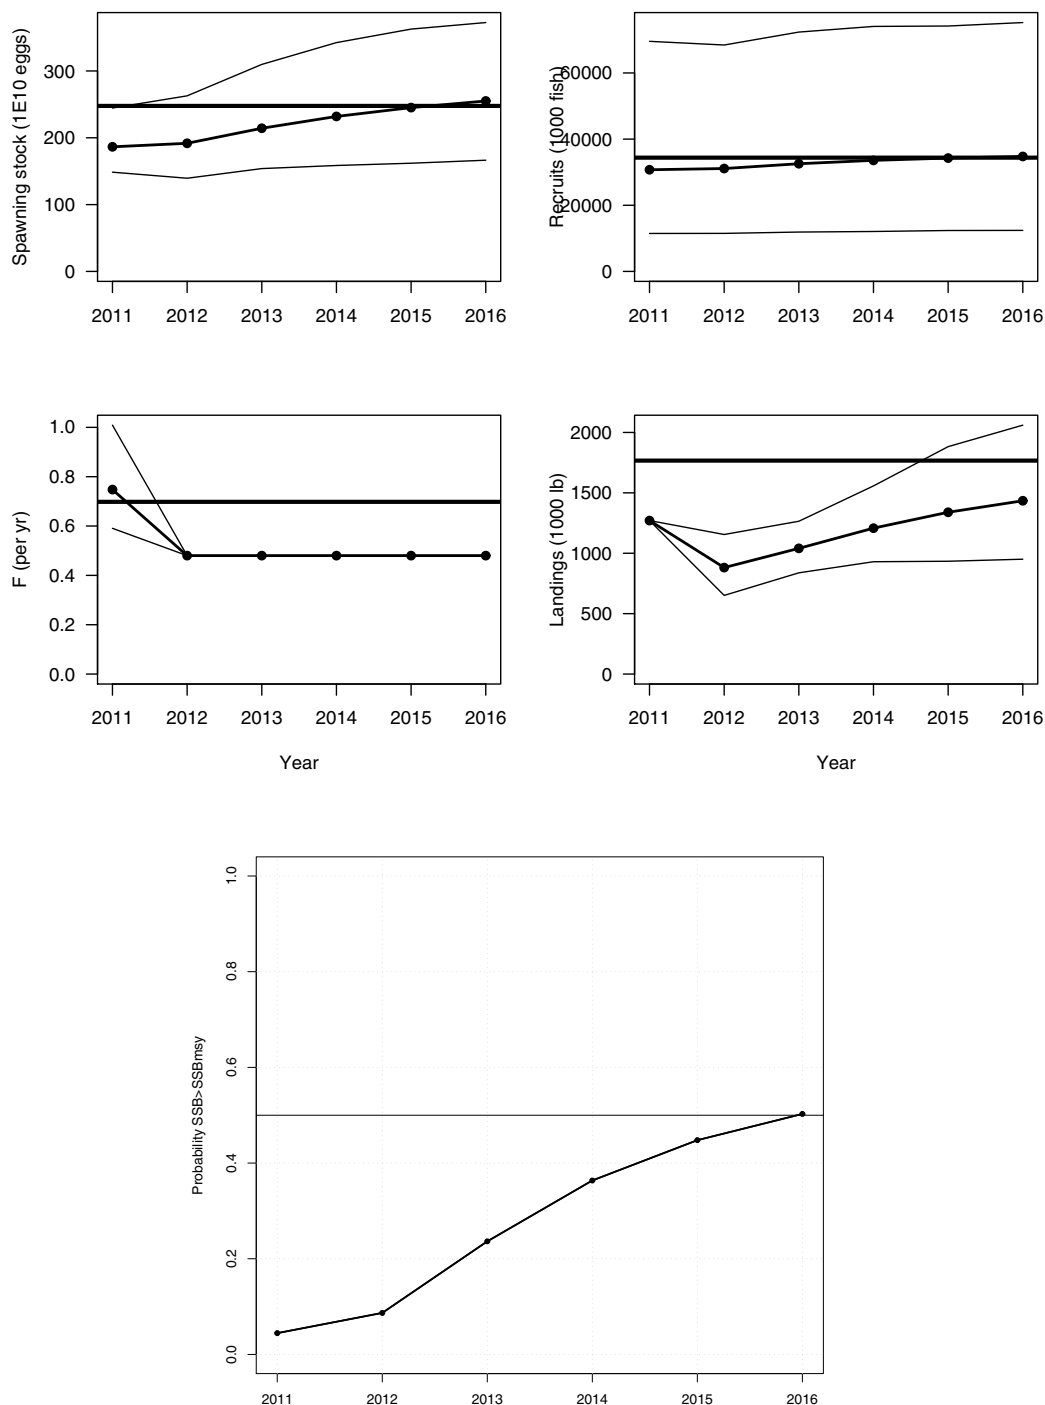 Spawning stock (1E10 eggs)
300
200
100
0
2011 2012 2013 2014 2015 2016
Recruits (1000 fish)
60000
40000
20000
0
2011 2012 2013 2014 2015 2016
F (per yr)
1.0
0.8
0.6
0.4
0.2
0.0
2011 2012 2013 2014 2015 2016
Year
Landings (1000 lb)
2000
1500
1000
500
0
2011 2012 2013 2014 2015 2016
Year
Probability SSB>SSBmsy
1.0
0.8
0.6
0.4
0.2
0.0
2011 2012 2013 2014 2015 2016